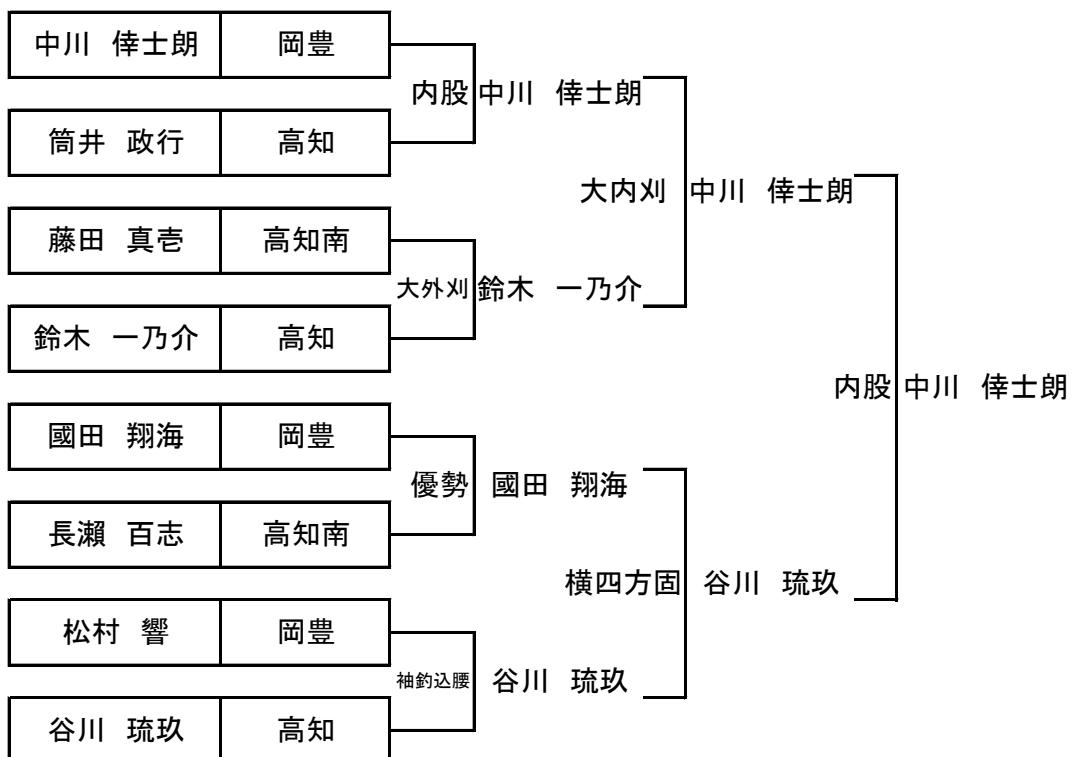 中川 倖士朗 岡豊
内股 中川 倖士朗
筒井 政行 高知
大内刈 中川 倖士朗
藤田 真壱 高知南
大外刈 鈴木 一乃介
鈴木 一乃介 高知
内股 中川 倖士朗
國田 翔海 岡豊
優勢 國田 翔海
長瀨 百志 高知南
横四方固 谷川 琉玖
松村 響 岡豊
袖釣込腰 谷川 琉玖
谷川 琉玖 高知